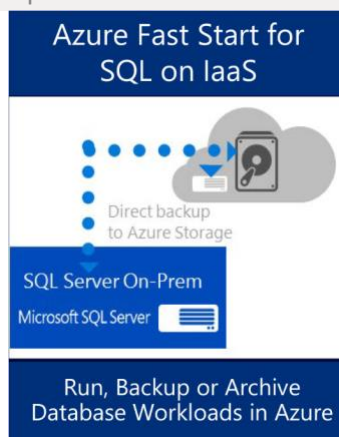 Azure Fast Start for
SQL on IaaS
Direct backup
to Azure Storage
SQL Server On-Prem
Microsoft SQL Server
Run, Backup or Archive
Database Workloads in Azure